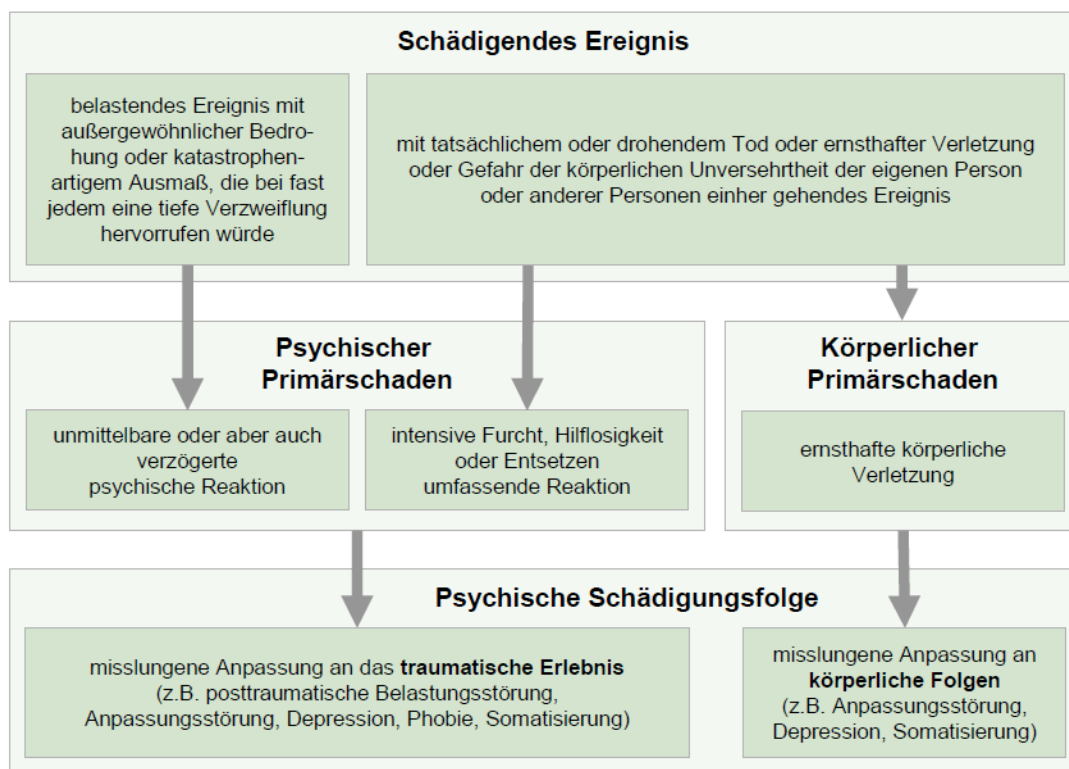 Schädigendes Ereignis
belastendes Ereignis mit
außergewöhnlicher Bedro-
hung oder katastrophen-
artigem Ausmaß, die bei fast
jedem eine tiefe Verzweiflung
hervorrufen würde
mit tatsächlichem oder drohendem Tod oder ernsthafter Verletzung
oder Gefahr der körperlichen Unversehrtheit der eigenen Person
oder anderer Personen einher gehendes Ereignis
Psychischer
Primärschaden
unmittelbare oder aber auch
verzögerte
psychische Reaktion
intensive Furcht, Hilflosigkeit
oder Entsetzen
umfassende Reaktion
Körperlicher
Primärschaden
ernsthafte körperliche
Verletzung
Psychische Schädigungsfolge
misslungene Anpassung an das traumatische Erlebnis
(z.B. posttraumatische Belastungsstörung,
Anpassungsstörung, Depression, Phobie, Somatisierung)
misslungene Anpassung an
körperliche Folgen
(z.B. Anpassungsstörung,
Depression, Somatisierung)